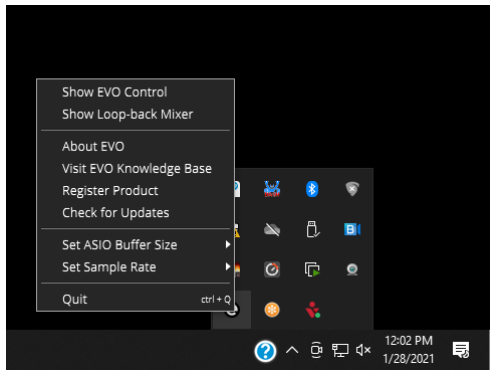 Show EVO Control
Show Loop-back Mixer
About EVO
Visit EVO Knowledge Base
Register Product
Check for Updates
Set ASIO Buffer Size
Set Sample Rate
Quit ctrl + Q
12:02 PM
1/28/2021